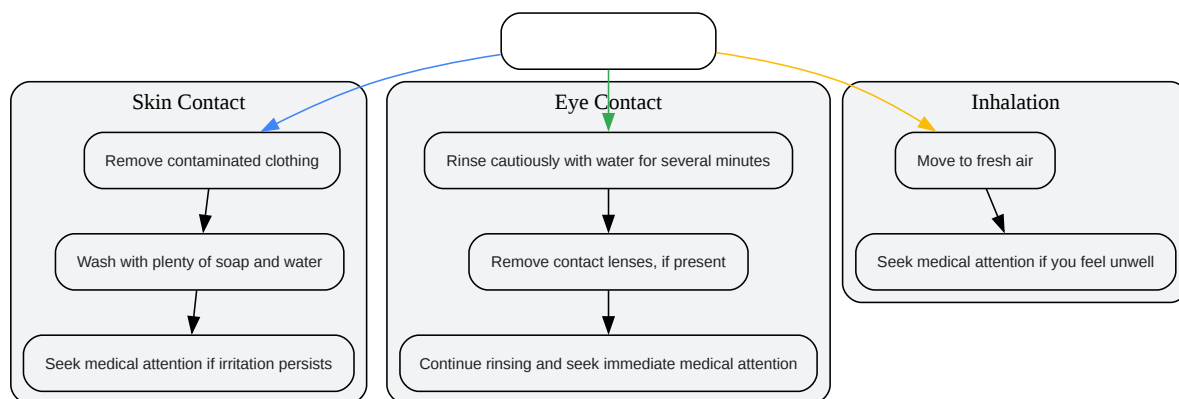 Skin Contact
Remove contaminated clothing
Wash with plenty of soap and water
Seek medical attention if irritation persists
Eye Contact
Rinse cautiously with water for several minutes
Remove contact lenses, if present
Continue rinsing and seek immediate medical attention
Inhalation
Move to fresh air
Seek medical attention if you feel unwell